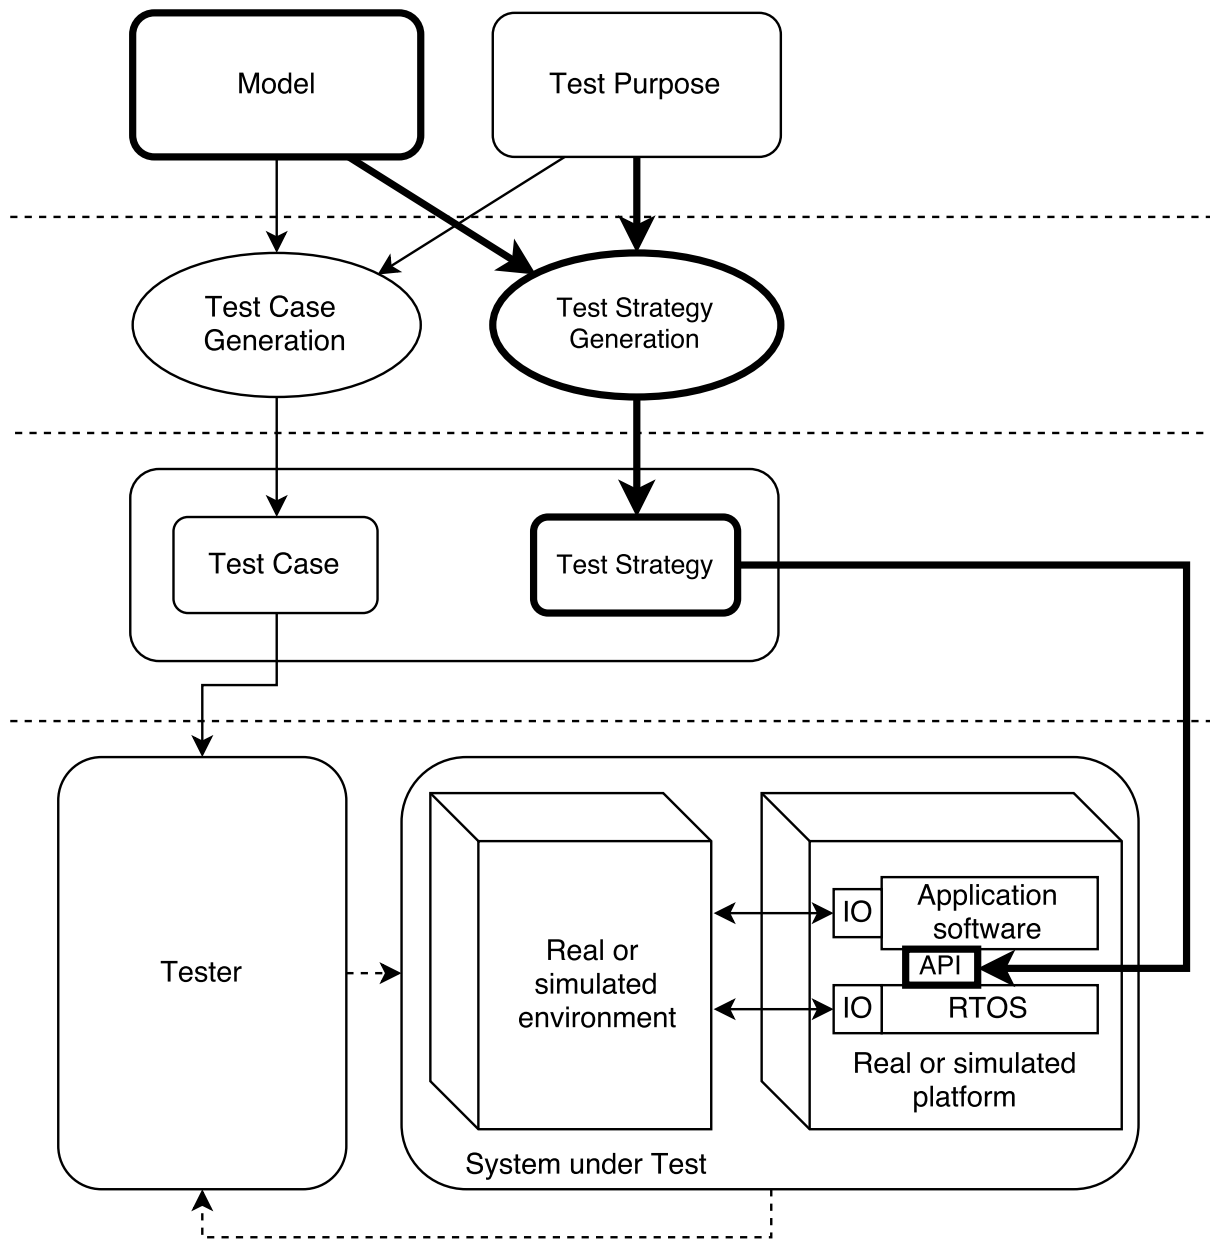 Model
Test Purpose
Test Case
Generation
Test Strategy
Generation
Test Case
Test Strategy
Tester
Real or
simulated
environment
IO
Application
software
API
IO
RTOS
Real or simulated
platform
System under Test